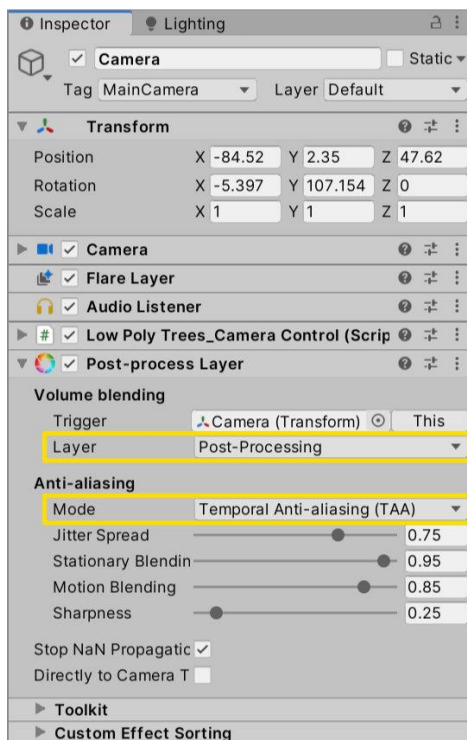 Inspector Lighting
Camera Static
Tag MainCamera Layer Default
Transform
Position X -84.52 Y 2.35 Z 47.62
Rotation X -5.397 Y 107.154 Z 0
Scale X 1 Y 1 Z 1
Camera
Flare Layer
Audio Listener
# Low Poly Trees_Camera Control (Scrip
Post-process Layer
Volume blending
Trigger Camera (Transform) This
Layer Post-Processing
Anti-aliasing
Mode Temporal Anti-aliasing (TAA)
Jitter Spread 0.75
Stationary Blendin 0.95
Motion Blending 0.85
Sharpness 0.25
Stop NaN Propagatic
Directly to Camera T
Toolkit
Custom Effect Sorting